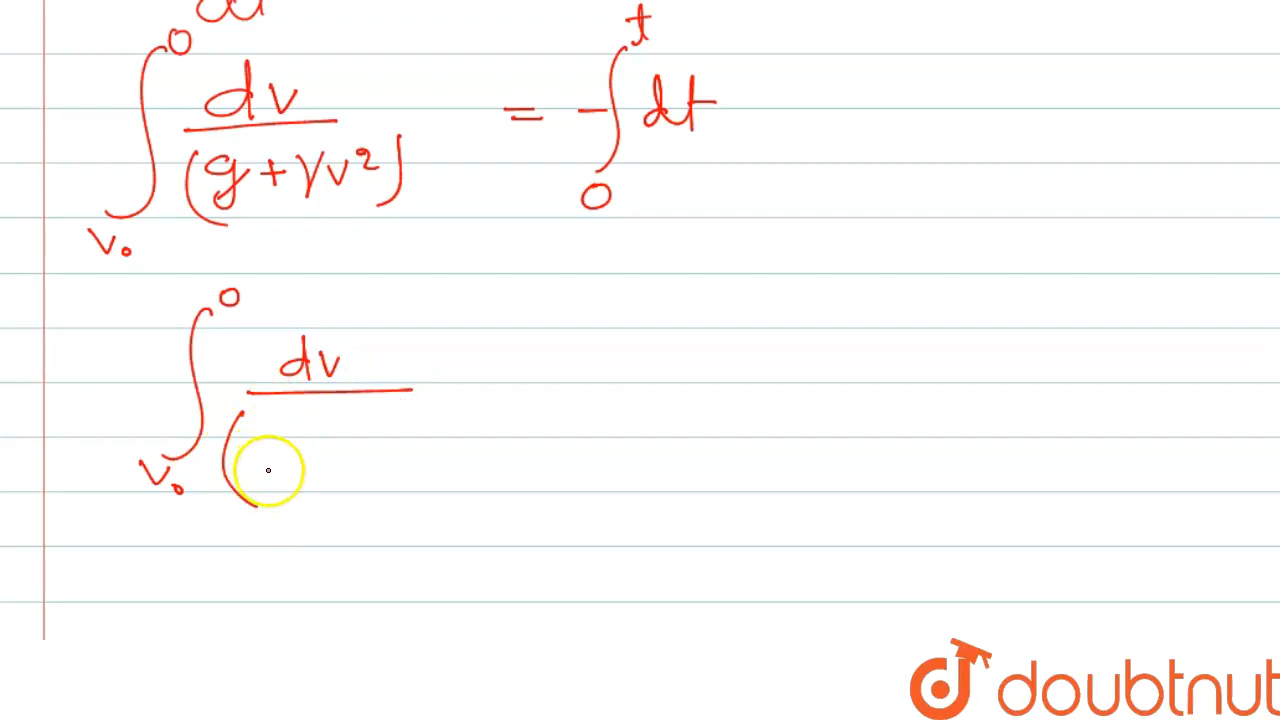 ∫_{v₀}^{0} dv/(g+γv²) = -∫_{0}^{t} dt
∫_{v₀}^{0} dv/(
doubtnut